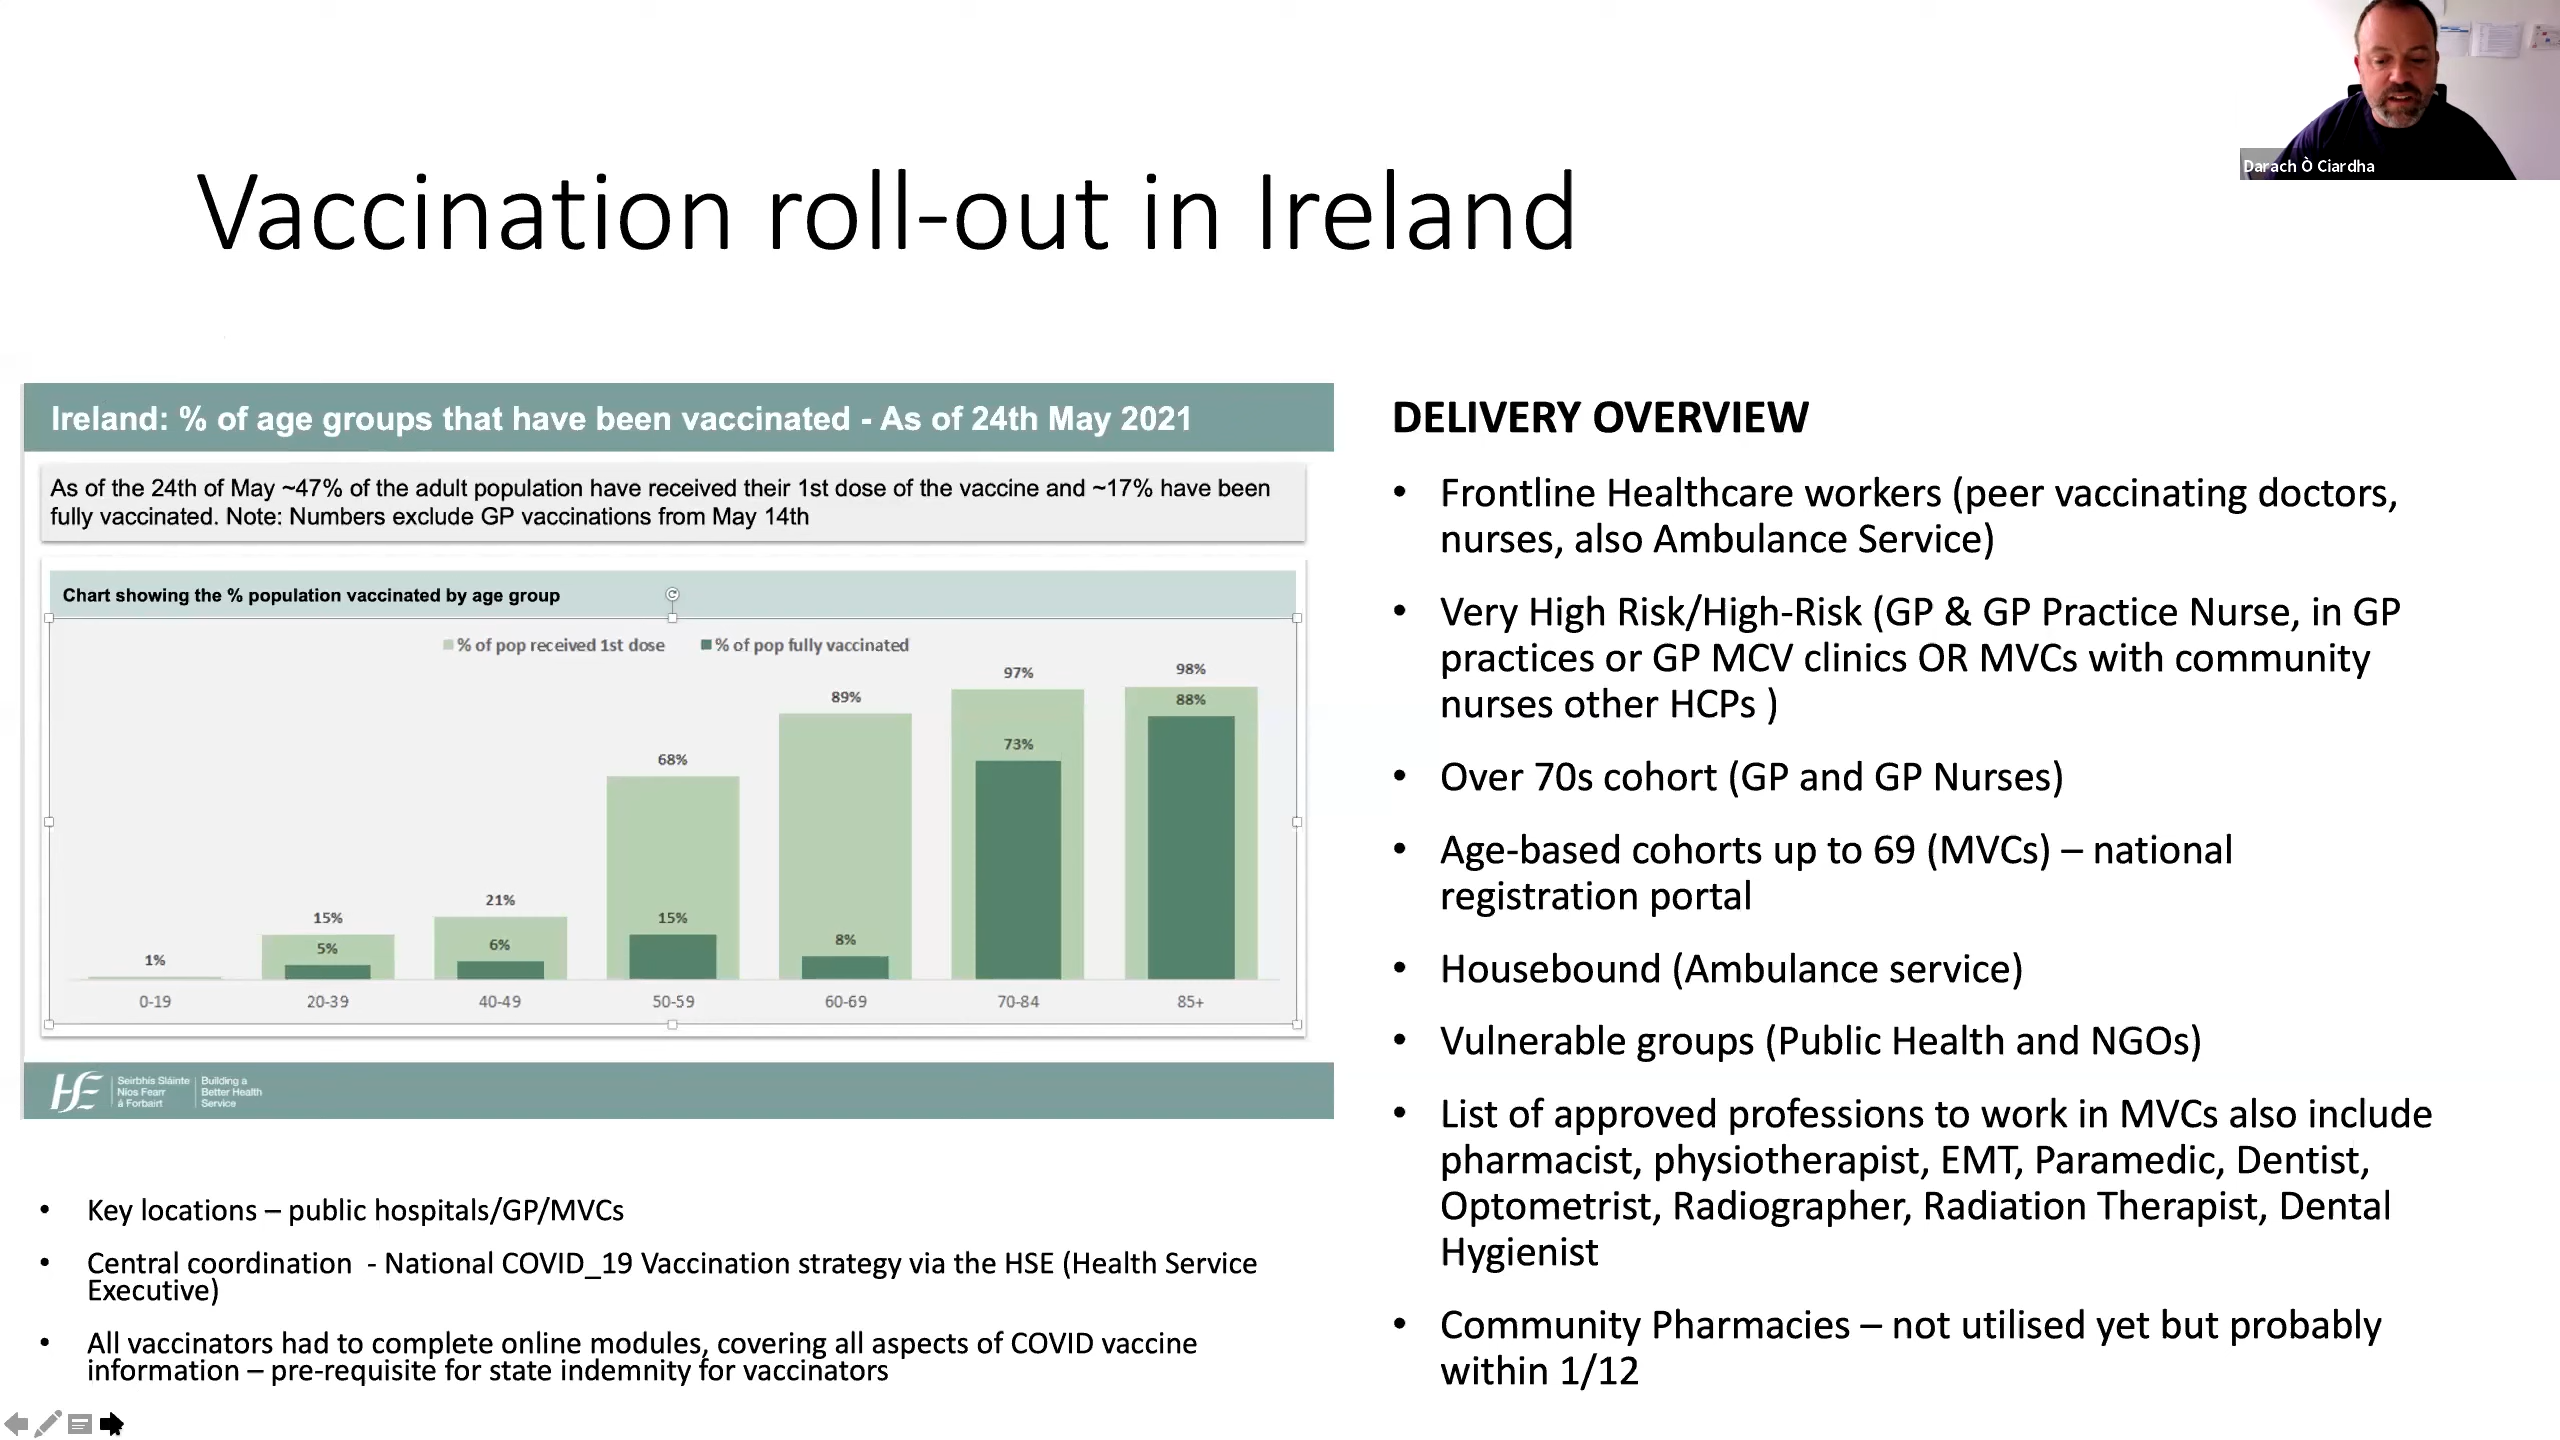 Darach Ò Ciardha
Vaccination roll-out in Ireland
Ireland: % of age groups that have been vaccinated - As of 24th May 2021
As of the 24th of May ~47% of the adult population have received their 1st dose of the vaccine and ~17% have been
fully vaccinated. Note: Numbers exclude GP vaccinations from May 14th
Chart showing the % population vaccinated by age group
% of pop received 1st dose % of pop fully vaccinated
1% 15% 5% 21% 6% 68% 15% 89% 8% 97% 73% 98% 88%
0-19 20-39 40-49 50-59 60-69 70-84 85+
HE
Seirbhís Sláinte
Níos Fearr
á Forbairt
Building a
Better Health
Service
• Key locations – public hospitals/GP/MVCs
• Central coordination - National COVID_19 Vaccination strategy via the HSE (Health Service
Executive)
• All vaccinators had to complete online modules, covering all aspects of COVID vaccine
information – pre-requisite for state indemnity for vaccinators
DELIVERY OVERVIEW
• Frontline Healthcare workers (peer vaccinating doctors,
nurses, also Ambulance Service)
• Very High Risk/High-Risk (GP & GP Practice Nurse, in GP
practices or GP MCV clinics OR MVCs with community
nurses other HCPs )
• Over 70s cohort (GP and GP Nurses)
• Age-based cohorts up to 69 (MVCs) – national
registration portal
• Housebound (Ambulance service)
• Vulnerable groups (Public Health and NGOs)
• List of approved professions to work in MVCs also include
pharmacist, physiotherapist, EMT, Paramedic, Dentist,
Optometrist, Radiographer, Radiation Therapist, Dental
Hygienist
• Community Pharmacies – not utilised yet but probably
within 1/12